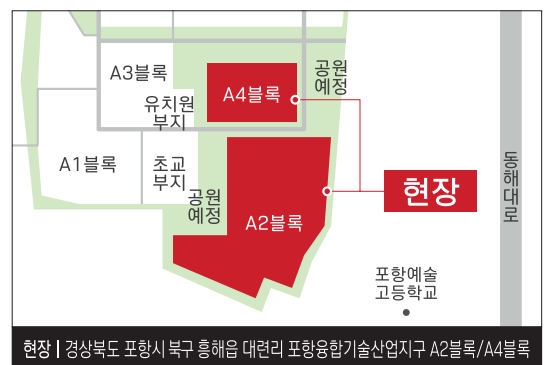 A3블록
유치원
부지
A4블록
공원
예정
A1블록
초교
부지
공원
예정
A2블록
현장
동해대로
포항예술
고등학교
현장 | 경상북도 포항시 북구 흥해읍 대련리 포항융합기술산업지구 A2블록/A4블록